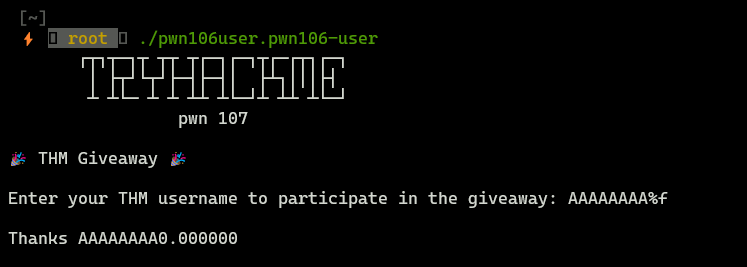 [~]
root ./pwn106user.pwn106-user
TRYHACKME
pwn 107
THM Giveaway
Enter your THM username to participate in the giveaway: AAAAAAAA%f
Thanks AAAAAAAA0.000000